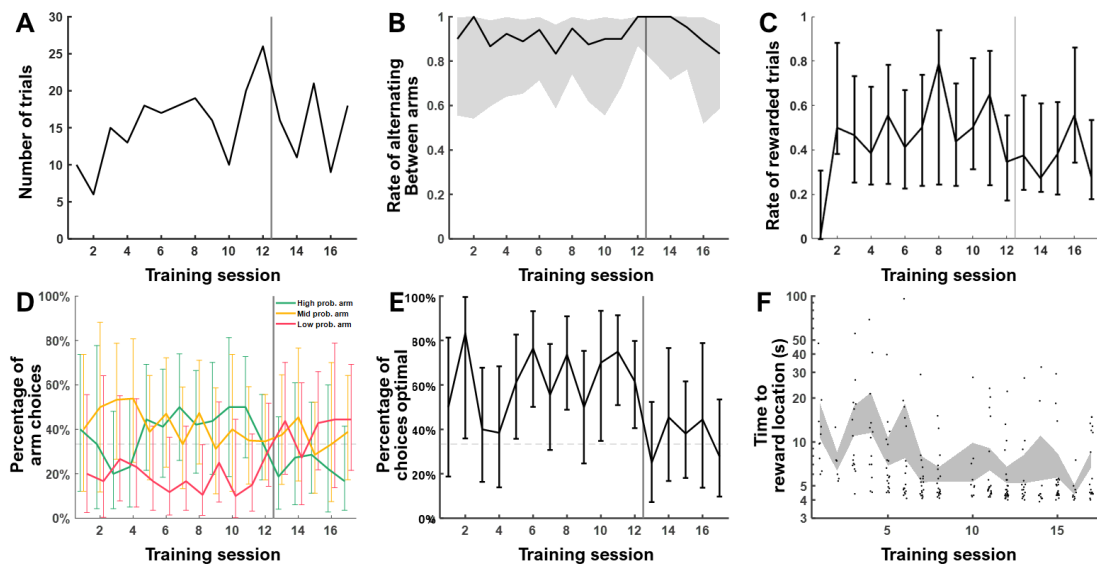 A
Number of trials
30
25
20
15
10
5
0
2 4 6 8 10 12 14 16
Training session
B
Rate of alternating
Between arms
1
0.8
0.6
0.4
0.2
0
2 4 6 8 10 12 14 16
Training session
C
Rate of rewarded trials
1
0.8
0.6
0.4
0.2
0
2 4 6 8 10 12 14 16
Training session
D
Percentage of
arm choices
100%
80%
60%
40%
20%
0%
High prob. arm
Mid prob. arm
Low prob. arm
2 4 6 8 10 12 14 16
Training session
E
Percentage of
choices optimal
100%
80%
60%
40%
20%
2 4 6 8 10 12 14 16
Training session
F
Time to
reward location (s)
100
50
40
30
20
10
5
4
3
5 10 15
Training session